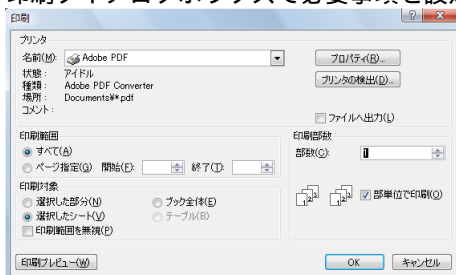 印刷ダイアログボックスで必要事項を設
印刷
プリンタ
名前(M): Adobe PDF
プロパティ(R)...
状態: アイドル
種類: Adobe PDF Converter
プリンタの検出(D)...
場所: Documents¥*.pdf
コメント:
ファイルへ出力(L)
印刷範囲
すべて(A)
ページ指定(G) 開始(F): 終了(T):
印刷部数
部数(C): 1
部単位で印刷(O)
印刷対象
選択した部分(N) ブック全体(E)
選択したシート(V) テーブル(B)
印刷範囲を無視(P)
印刷プレビュー(W)
OK キャンセル